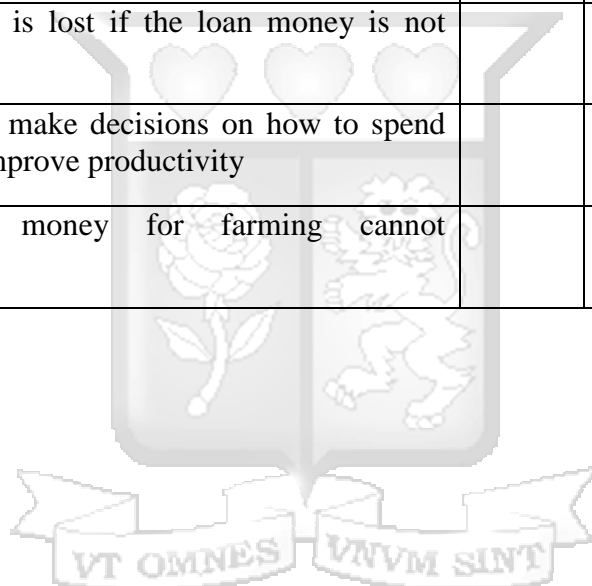 is lost if the loan money is not
make decisions on how to spend
mprove productivity
money for farming cannot
VT OMNES VNVM SINT